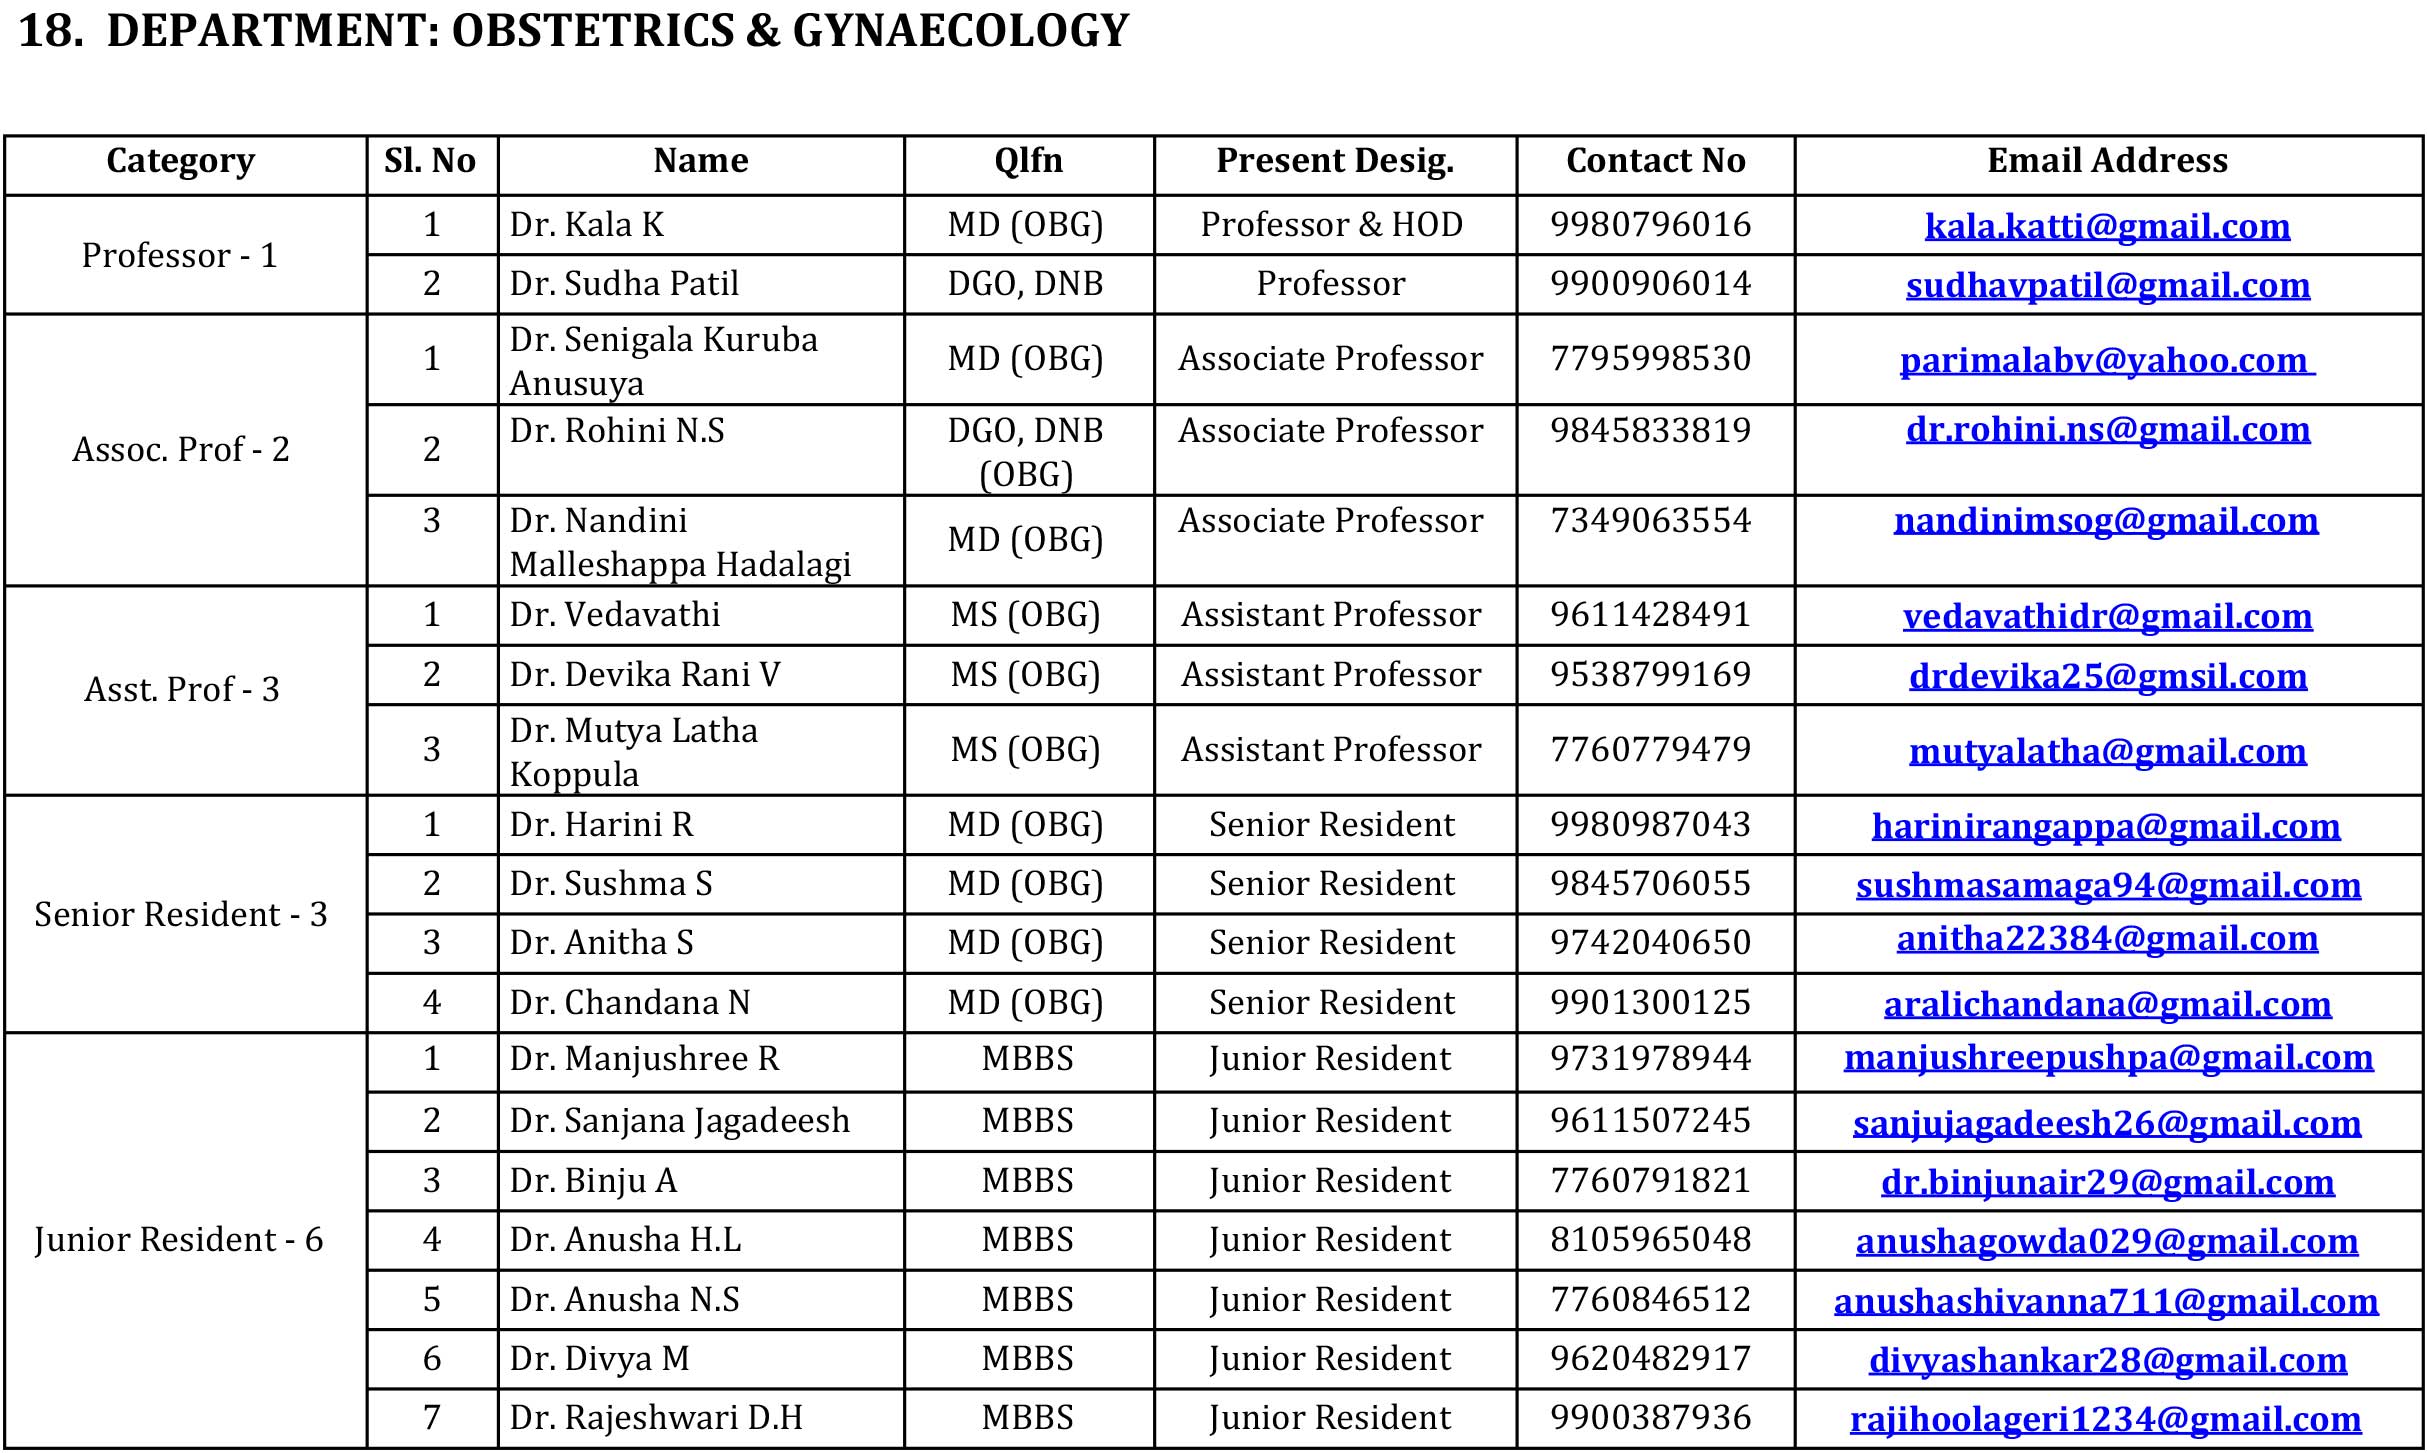 18. DEPARTMENT: OBSTETRICS & GYNAECOLOGY
Category Sl. No Name Qlfn Present Desig. Contact No Email Address
Professor - 1
1 Dr. Kala K MD (OBG) Professor & HOD 9980796016 kala.katti@gmail.com
2 Dr. Sudha Patil DGO, DNB Professor 9900906014 sudhavpatil@gmail.com
Assoc. Prof - 2
1 Dr. Senigala Kuruba
Anusuya MD (OBG) Associate Professor 7795998530 parimalabv@yahoo.com
2 Dr. Rohini N.S DGO, DNB
(OBG) Associate Professor 9845833819 dr.rohini.ns@gmail.com
3 Dr. Nandini
Malleshappa Hadalagi MD (OBG) Associate Professor 7349063554 nandinimsog@gmail.com
Asst. Prof - 3
1 Dr. Vedavathi MS (OBG) Assistant Professor 9611428491 vedavathidr@gmail.com
2 Dr. Devika Rani V MS (OBG) Assistant Professor 9538799169 drdevika25@gmsil.com
3 Dr. Mutya Latha
Koppula MS (OBG) Assistant Professor 7760779479 mutyalatha@gmail.com
Senior Resident - 3
1 Dr. Harini R MD (OBG) Senior Resident 9980987043 harinirangappa@gmail.com
2 Dr. Sushma S MD (OBG) Senior Resident 9845706055 sushmasamaga94@gmail.com
3 Dr. Anitha S MD (OBG) Senior Resident 9742040650 anitha22384@gmail.com
4 Dr. Chandana N MD (OBG) Senior Resident 9901300125 aralichandana@gmail.com
Junior Resident - 6
1 Dr. Manjushree R MBBS Junior Resident 9731978944 manjushreepushpa@gmail.com
2 Dr. Sanjana Jagadeesh MBBS Junior Resident 9611507245 sanjujagadeesh26@gmail.com
3 Dr. Binju A MBBS Junior Resident 7760791821 dr.binjunair29@gmail.com
4 Dr. Anusha H.L MBBS Junior Resident 8105965048 anushagowda029@gmail.com
5 Dr. Anusha N.S MBBS Junior Resident 7760846512 anushashivanna711@gmail.com
6 Dr. Divya M MBBS Junior Resident 9620482917 divyashankar28@gmail.com
7 Dr. Rajeshwari D.H MBBS Junior Resident 9900387936 rajihoolageri1234@gmail.com